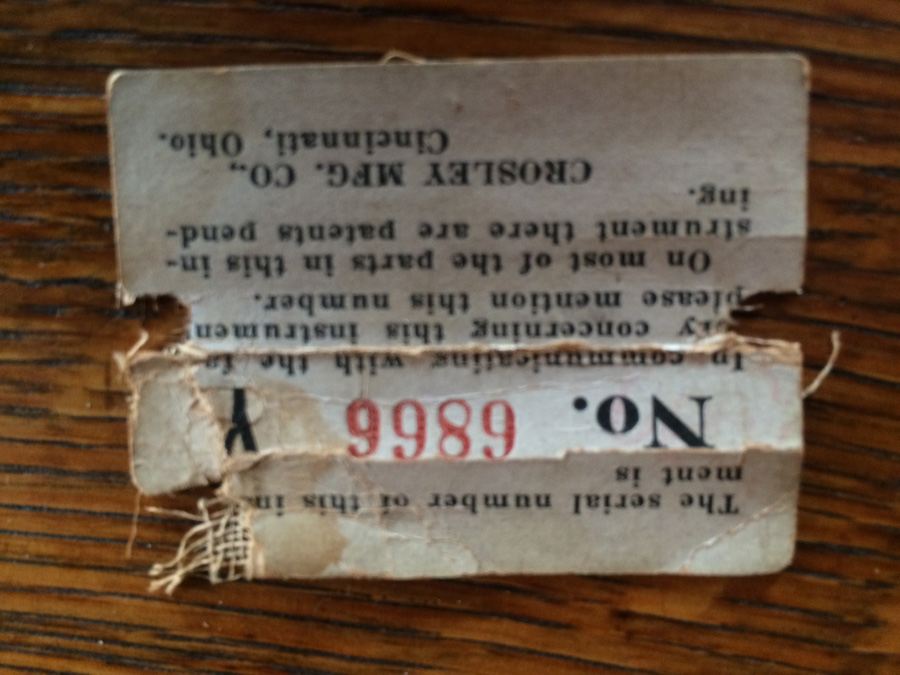 The serial number of this
ment is
No. 6866 Y
In communicating with the
concerning this
please mention this number.
On most of the parts in this in-
strument there are patents pend-
ing.
CROSLEY MFG. CO.,
Cincinnati, Ohio.